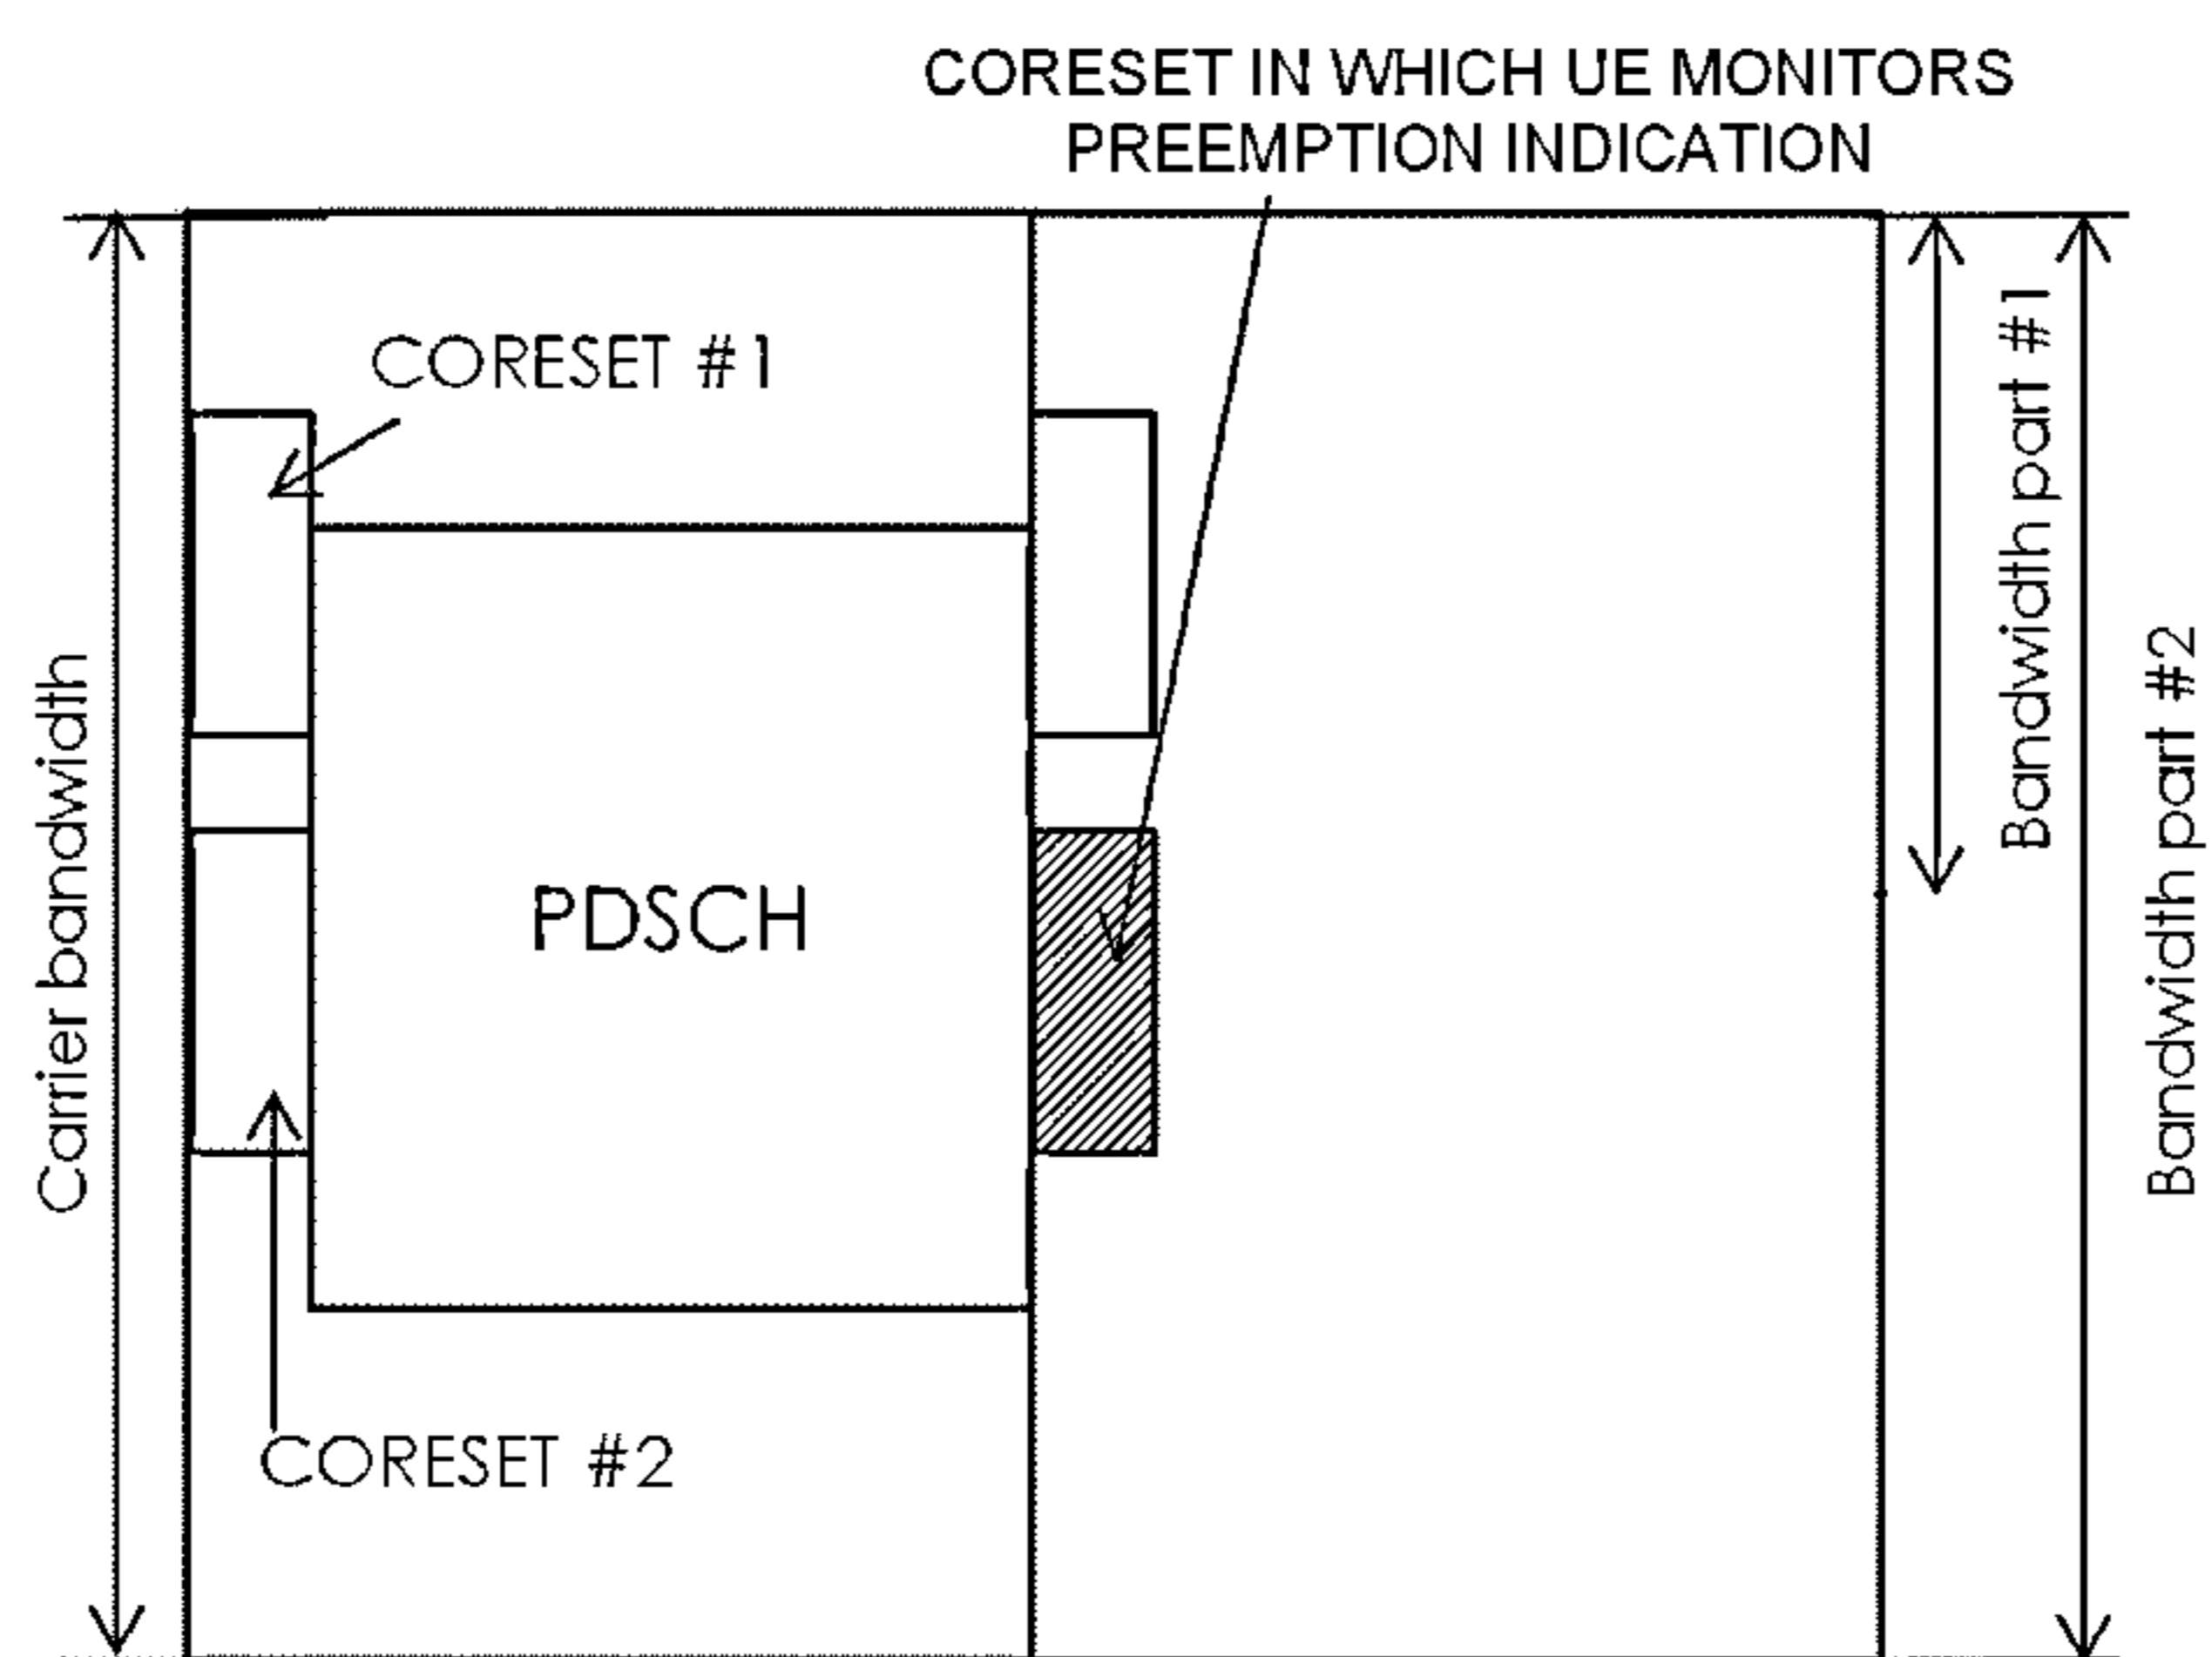 CORESET IN WHICH UE MONITORS
PREEMPTION INDICATION
CORESET #1
Carrier bandwidth
PDSCH
CORESET #2
Bandwidth part #1
Bandwidth part #2